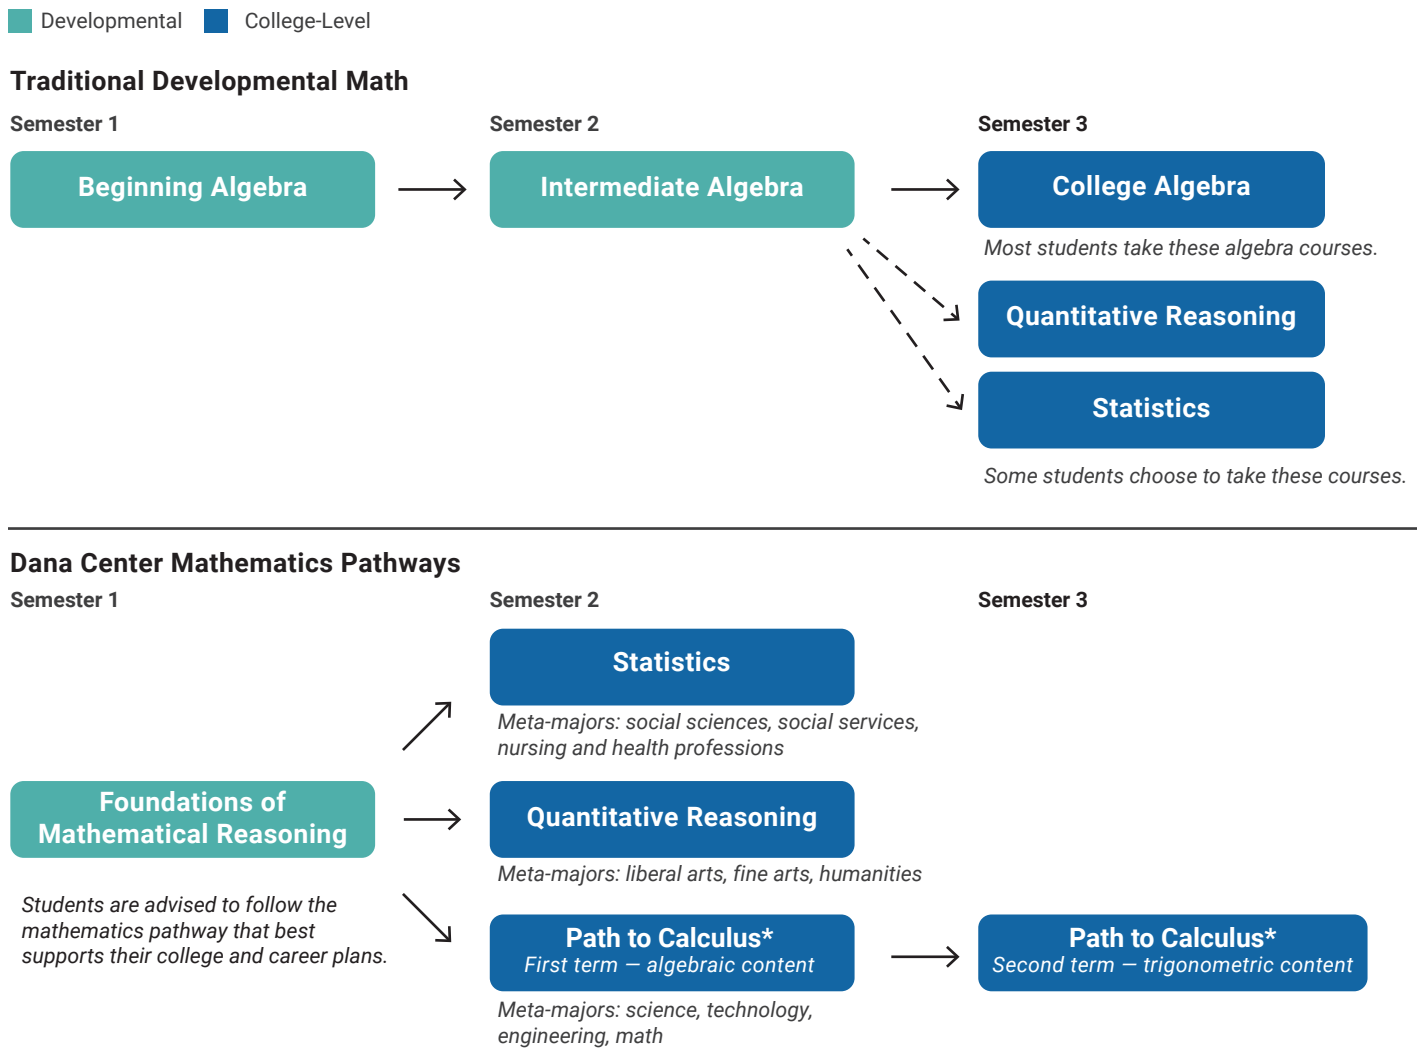 Developmental College-Level
Traditional Developmental Math
Semester 1 Semester 2 Semester 3
Beginning Algebra Intermediate Algebra College Algebra
Most students take these algebra courses.
Quantitative Reasoning
Statistics
Some students choose to take these courses.
Dana Center Mathematics Pathways
Semester 1 Semester 2 Semester 3
Statistics
Meta-majors: social sciences, social services,
nursing and health professions
Foundations of
Mathematical Reasoning
Students are advised to follow the
mathematics pathway that best
supports their college and career plans.
Quantitative Reasoning
Meta-majors: liberal arts, fine arts, humanities
Path to Calculus*
First term — algebraic content
Meta-majors: science, technology,
engineering, math
Path to Calculus*
Second term — trigonometric content